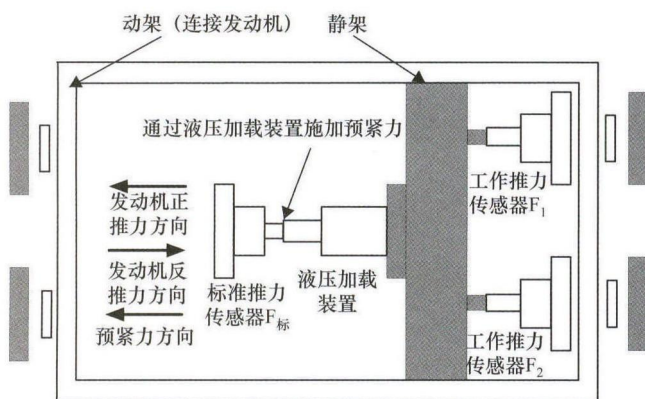 动架（连接发动机）
静架
通过液压加载装置施加预紧力
发动机正
推力方向
发动机反
推力方向
预紧力方向
标准推力
传感器F标
液压加载
装置
工作推力
传感器F1
工作推力
传感器F2